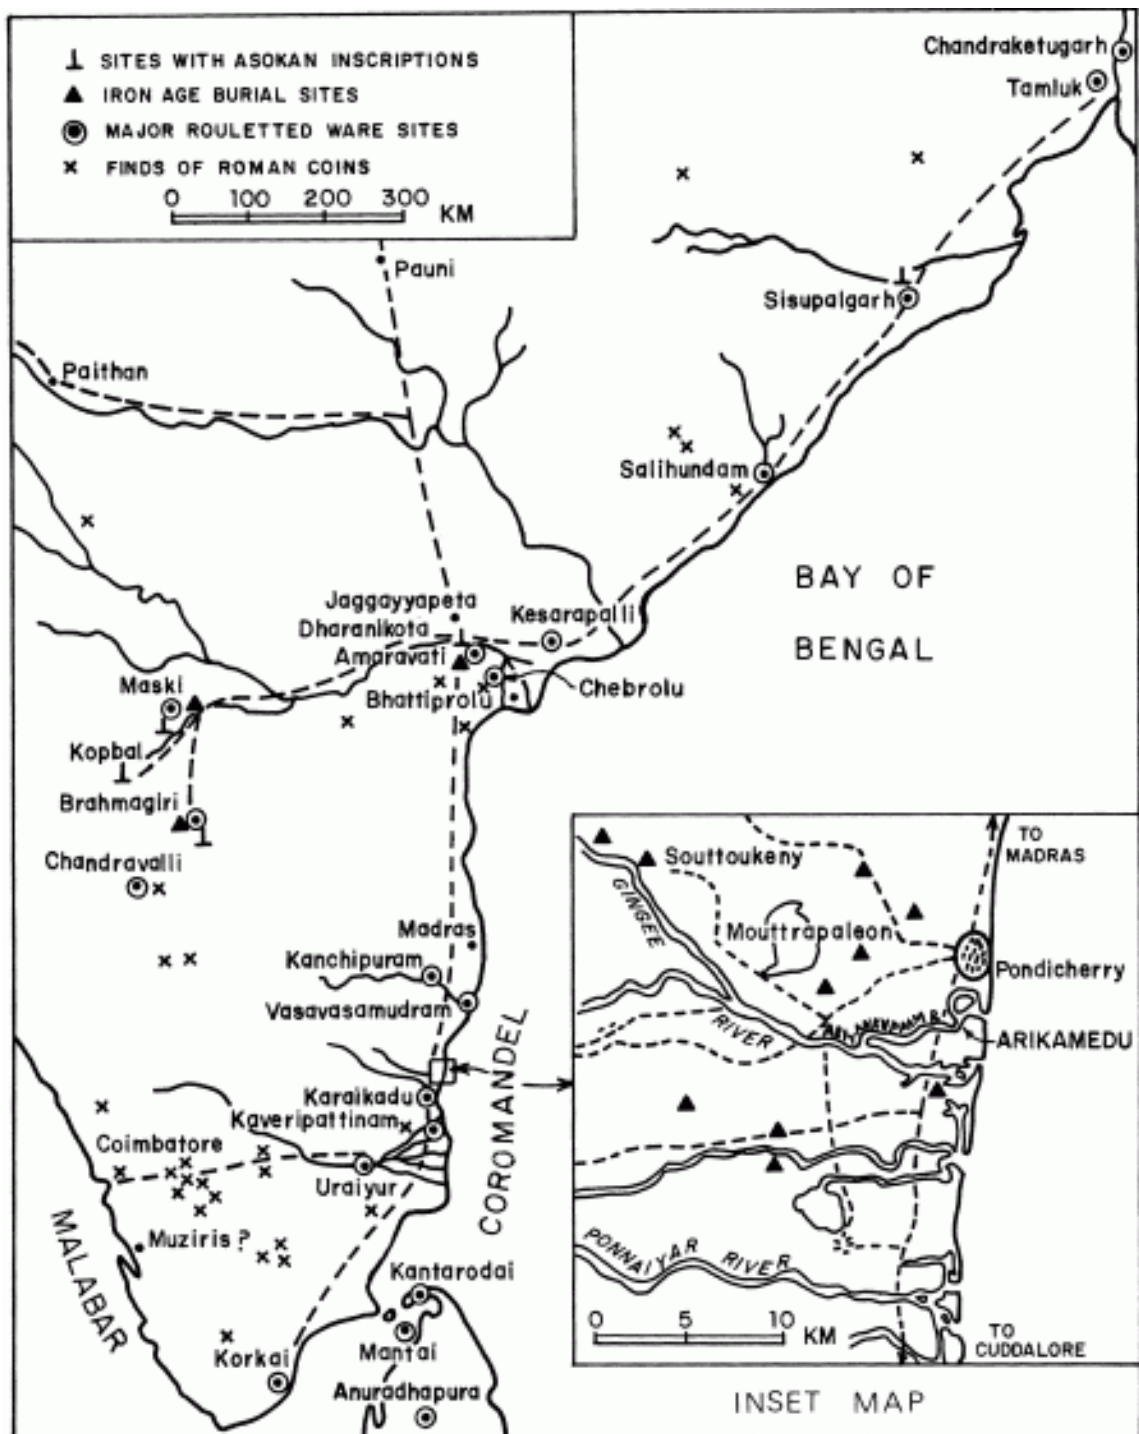 SITES WITH ASOKAN INSCRIPTIONS
IRON AGE BURIAL SITES
MAJOR ROULETTED WARE SITES
FINDS OF ROMAN COINS
0 100 200 300 KM
Chandraketugarh
Tamluk
Pauni
Sisupalgarh
Paithan
Salihundam
BAY OF
BENGAL
Jaggayyapeta
Kesarapalli
Dharanikota
Amaravati
Maski
Bhattiprolu
Chebrolu
Kopbal
Brahmagiri
Chandravalli
Madras
Kanchipuram
Vasavasamudram
COROMANDEL
Karaikadu
Kaveripattinam
Coimbatore
Uraiyur
MALABAR
Muziris ?
Kantarodai
Korkai
Mantai
Anuradhapura
TO
MADRAS
Souttoukeny
GINGEE
RIVER
Mouttrapaleon
Pondicherry
ARIKAMEDU
PONNAIYAR RIVER
0 5 10
KM
TO
CUDDALORE
INSET MAP